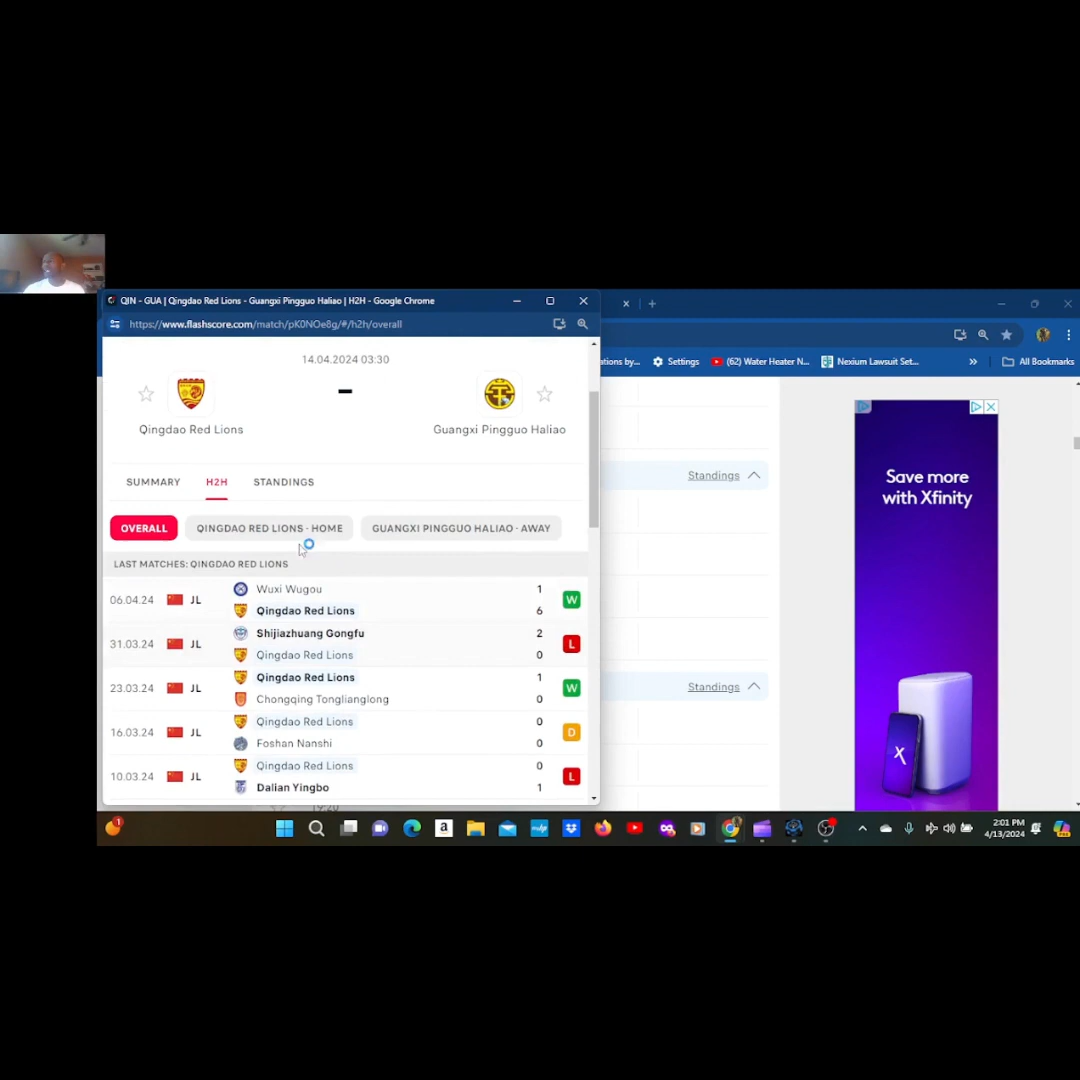 QIN - GUA | Qingdao Red Lions - Guangxi Pingguo Haliao | H2H - Google Chrome
https://www.flashscore.com/match/pK0NOe8g/#/h2h/overall
ations by...
Settings
(62) Water Heater N...
Nexium Lawsuit Set...
All Bookmarks
14.04.2024 03:30
-
Qingdao Red Lions
Guangxi Pingguo Haliao
SUMMARY H2H STANDINGS
OVERALL QINGDAO RED LIONS - HOME GUANGXI PINGGUO HALIAO - AWAY
LAST MATCHES: QINGDAO RED LIONS
06.04.24 JL Wuxi Wugou 1 W
Qingdao Red Lions 6
31.03.24 JL Shijiazhuang Gongfu 2 L
Qingdao Red Lions 0
23.03.24 JL Qingdao Red Lions 1 W
Chongqing Tonglianglong 0
16.03.24 JL Qingdao Red Lions 0 D
Foshan Nanshi 0
10.03.24 JL Qingdao Red Lions 0 L
Dalian Yingbo 1
Standings
Standings
Save more
with Xfinity
X
1
a
2:01 PM
4/13/2024